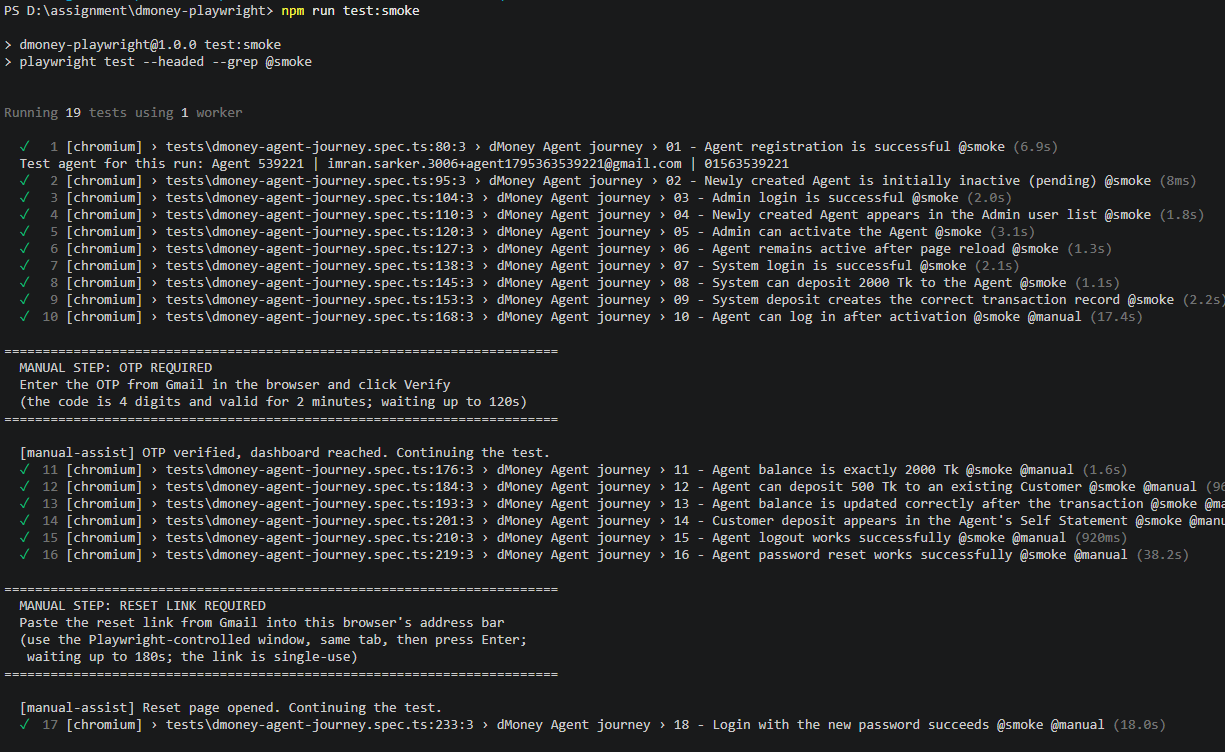 PS D:\assignment\dmoney-playwright> npm run test:smoke
> dmoney-playwright@1.0.0 test:smoke
> playwright test --headed --grep @smoke
Running 19 tests using 1 worker
✓ 1 [chromium] › tests\dmoney-agent-journey.spec.ts:80:3 › dMoney Agent journey › 01 - Agent registration is successful @smoke (6.9s)
Test agent for this run: Agent 539221 | imran.sarker.3006+agent1795363539221@gmail.com | 01563539221
✓ 2 [chromium] › tests\dmoney-agent-journey.spec.ts:95:3 › dMoney Agent journey › 02 - Newly created Agent is initially inactive (pending) @smoke (8ms)
✓ 3 [chromium] › tests\dmoney-agent-journey.spec.ts:104:3 › dMoney Agent journey › 03 - Admin login is successful @smoke (2.0s)
✓ 4 [chromium] › tests\dmoney-agent-journey.spec.ts:110:3 › dMoney Agent journey › 04 - Newly created Agent appears in the Admin user list @smoke (1.8s)
✓ 5 [chromium] › tests\dmoney-agent-journey.spec.ts:120:3 › dMoney Agent journey › 05 - Admin can activate the Agent @smoke (3.1s)
✓ 6 [chromium] › tests\dmoney-agent-journey.spec.ts:127:3 › dMoney Agent journey › 06 - Agent remains active after page reload @smoke (1.3s)
✓ 7 [chromium] › tests\dmoney-agent-journey.spec.ts:138:3 › dMoney Agent journey › 07 - System login is successful @smoke (2.1s)
✓ 8 [chromium] › tests\dmoney-agent-journey.spec.ts:145:3 › dMoney Agent journey › 08 - System can deposit 2000 Tk to the Agent @smoke (1.1s)
✓ 9 [chromium] › tests\dmoney-agent-journey.spec.ts:153:3 › dMoney Agent journey › 09 - System deposit creates the correct transaction record @smoke (2.2s)
✓ 10 [chromium] › tests\dmoney-agent-journey.spec.ts:168:3 › dMoney Agent journey › 10 - Agent can log in after activation @smoke @manual (17.4s)
========================================================================
MANUAL STEP: OTP REQUIRED
Enter the OTP from Gmail in the browser and click Verify
(the code is 4 digits and valid for 2 minutes; waiting up to 120s)
========================================================================
[manual-assist] OTP verified, dashboard reached. Continuing the test.
✓ 11 [chromium] › tests\dmoney-agent-journey.spec.ts:176:3 › dMoney Agent journey › 11 - Agent balance is exactly 2000 Tk @smoke @manual (1.6s)
✓ 12 [chromium] › tests\dmoney-agent-journey.spec.ts:184:3 › dMoney Agent journey › 12 - Agent can deposit 500 Tk to an existing Customer @smoke @manual (96
✓ 13 [chromium] › tests\dmoney-agent-journey.spec.ts:193:3 › dMoney Agent journey › 13 - Agent balance is updated correctly after the transaction @smoke @ma
✓ 14 [chromium] › tests\dmoney-agent-journey.spec.ts:201:3 › dMoney Agent journey › 14 - Customer deposit appears in the Agent's Self Statement @smoke @manu
✓ 15 [chromium] › tests\dmoney-agent-journey.spec.ts:210:3 › dMoney Agent journey › 15 - Agent logout works successfully @smoke @manual (920ms)
✓ 16 [chromium] › tests\dmoney-agent-journey.spec.ts:219:3 › dMoney Agent journey › 16 - Agent password reset works successfully @smoke @manual (38.2s)
========================================================================
MANUAL STEP: RESET LINK REQUIRED
Paste the reset link from Gmail into this browser's address bar
(use the Playwright-controlled window, same tab, then press Enter;
waiting up to 180s; the link is single-use)
========================================================================
[manual-assist] Reset page opened. Continuing the test.
✓ 17 [chromium] › tests\dmoney-agent-journey.spec.ts:233:3 › dMoney Agent journey › 18 - Login with the new password succeeds @smoke @manual (18.0s)